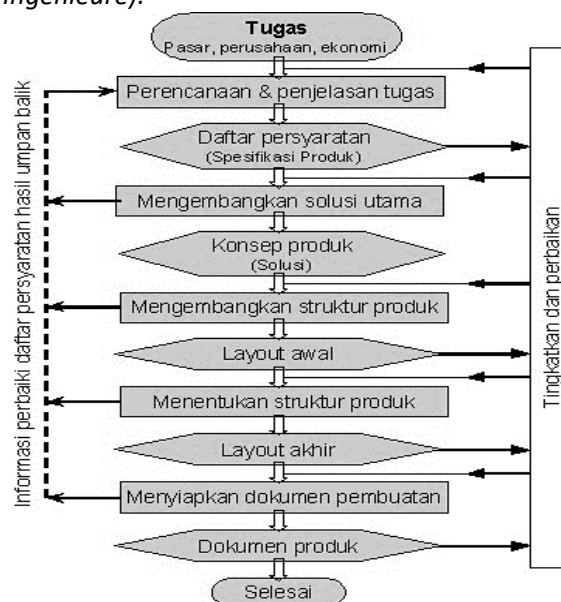 Ingenieure).
Tugas
Pasar, perusahaan, ekonomi
Perencanaan & penjelasan tugas
Daftar persyaratan
(Spesifikasi Produk)
Mengembangkan solusi utama
Konsep produk
(Solusi)
Mengembangkan struktur produk
Layout awal
Menentukan struktur produk
Layout akhir
Menyiapkan dokumen pembuatan
Dokumen produk
Selesai
Informasi perbaiki daftar persyaratan hasil umpan balik
Tingkatkan dan perbaikan